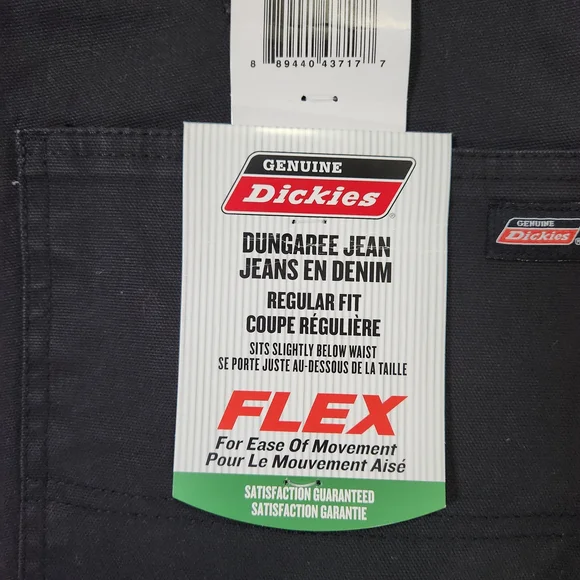 8 89440 43717 7
GENUINE
Dickies®
DUNGAREE JEAN
JEANS EN DENIM
REGULAR FIT
COUPE RÉGULIÈRE
SITS SLIGHTLY BELOW WAIST
SE PORTE JUSTE AU-DESSOUS DE LA TAILLE
FLEX
For Ease Of Movement
Pour Le Mouvement Aisé
SATISFACTION GUARANTEED
SATISFACTION GARANTIE
GENUINE
Dickies®